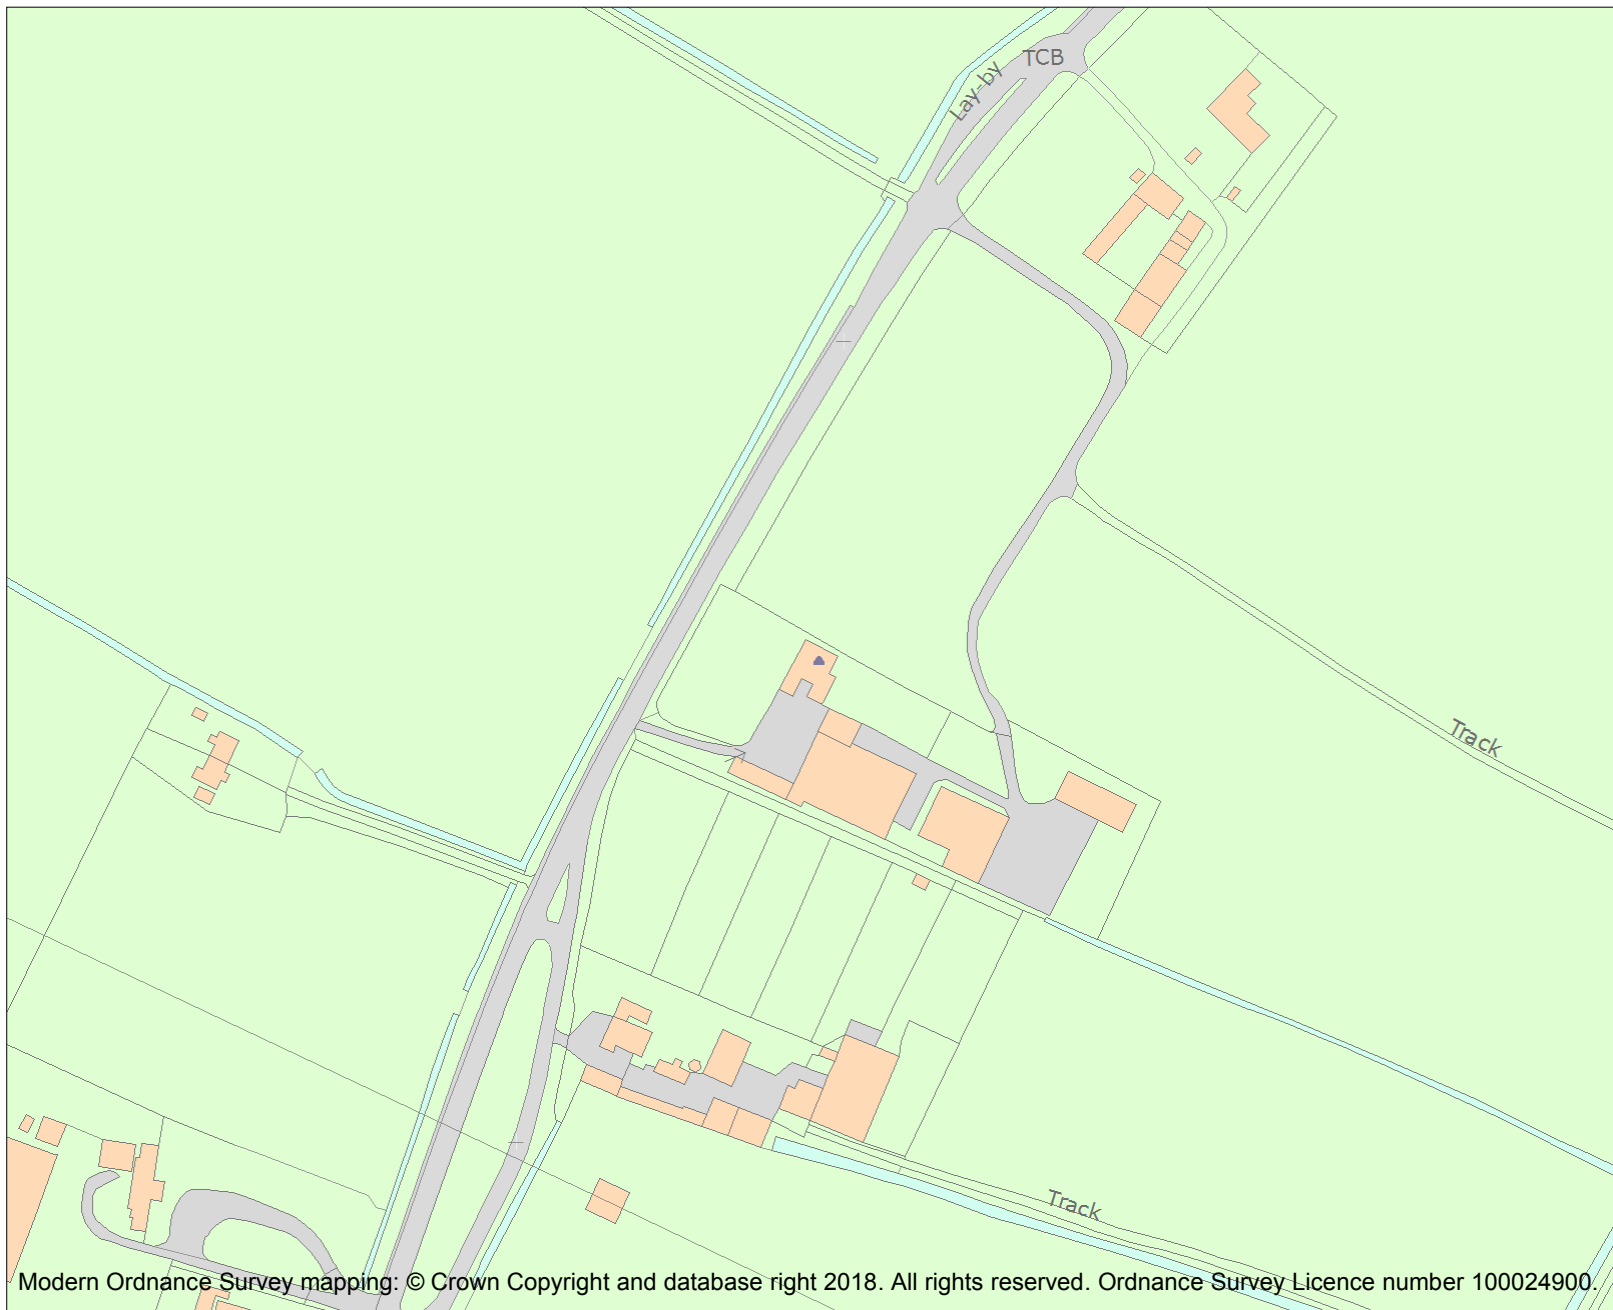 TCB
Lay-by
Track
Track
Modern Ordnance Survey mapping: © Crown Copyright and database right 2018. All rights reserved. Ordnance Survey Licence number 100024900.